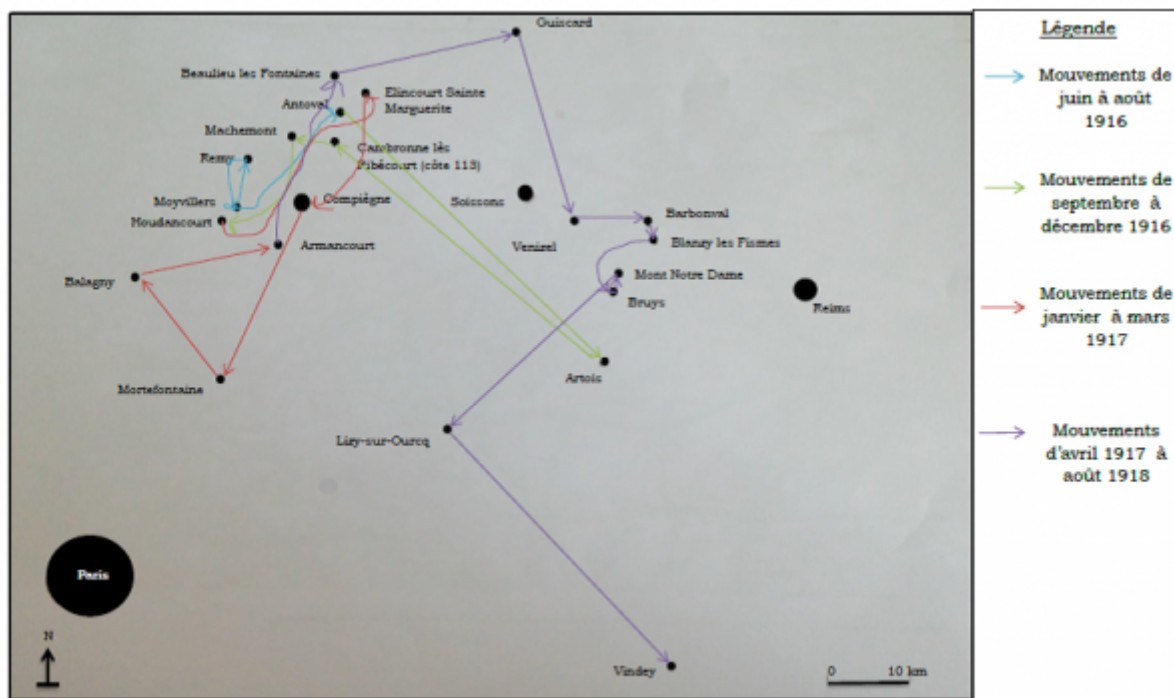 Guiscard
Beaulieu les Fontaines
Elincourt Sainte
Marguerite
Antoval
Machemont
Cambronne lès
Ribécourt (côte 113)
Remy
Moyvillers
Compiègne
Soissons
Houdancourt
Barbonval
Venizel
Blanzy les Fismes
Armancourt
Balagny
Mont Notre Dame
Bruys
Reims
Artois
Mortefontaine
Lizy-sur-Ourcq
Paris
N
Vindey
0 10 km
Légende
Mouvements de
juin à août
1916
Mouvements de
septembre à
décembre 1916
Mouvements de
janvier à mars
1917
Mouvements
d'avril 1917 à
août 1918